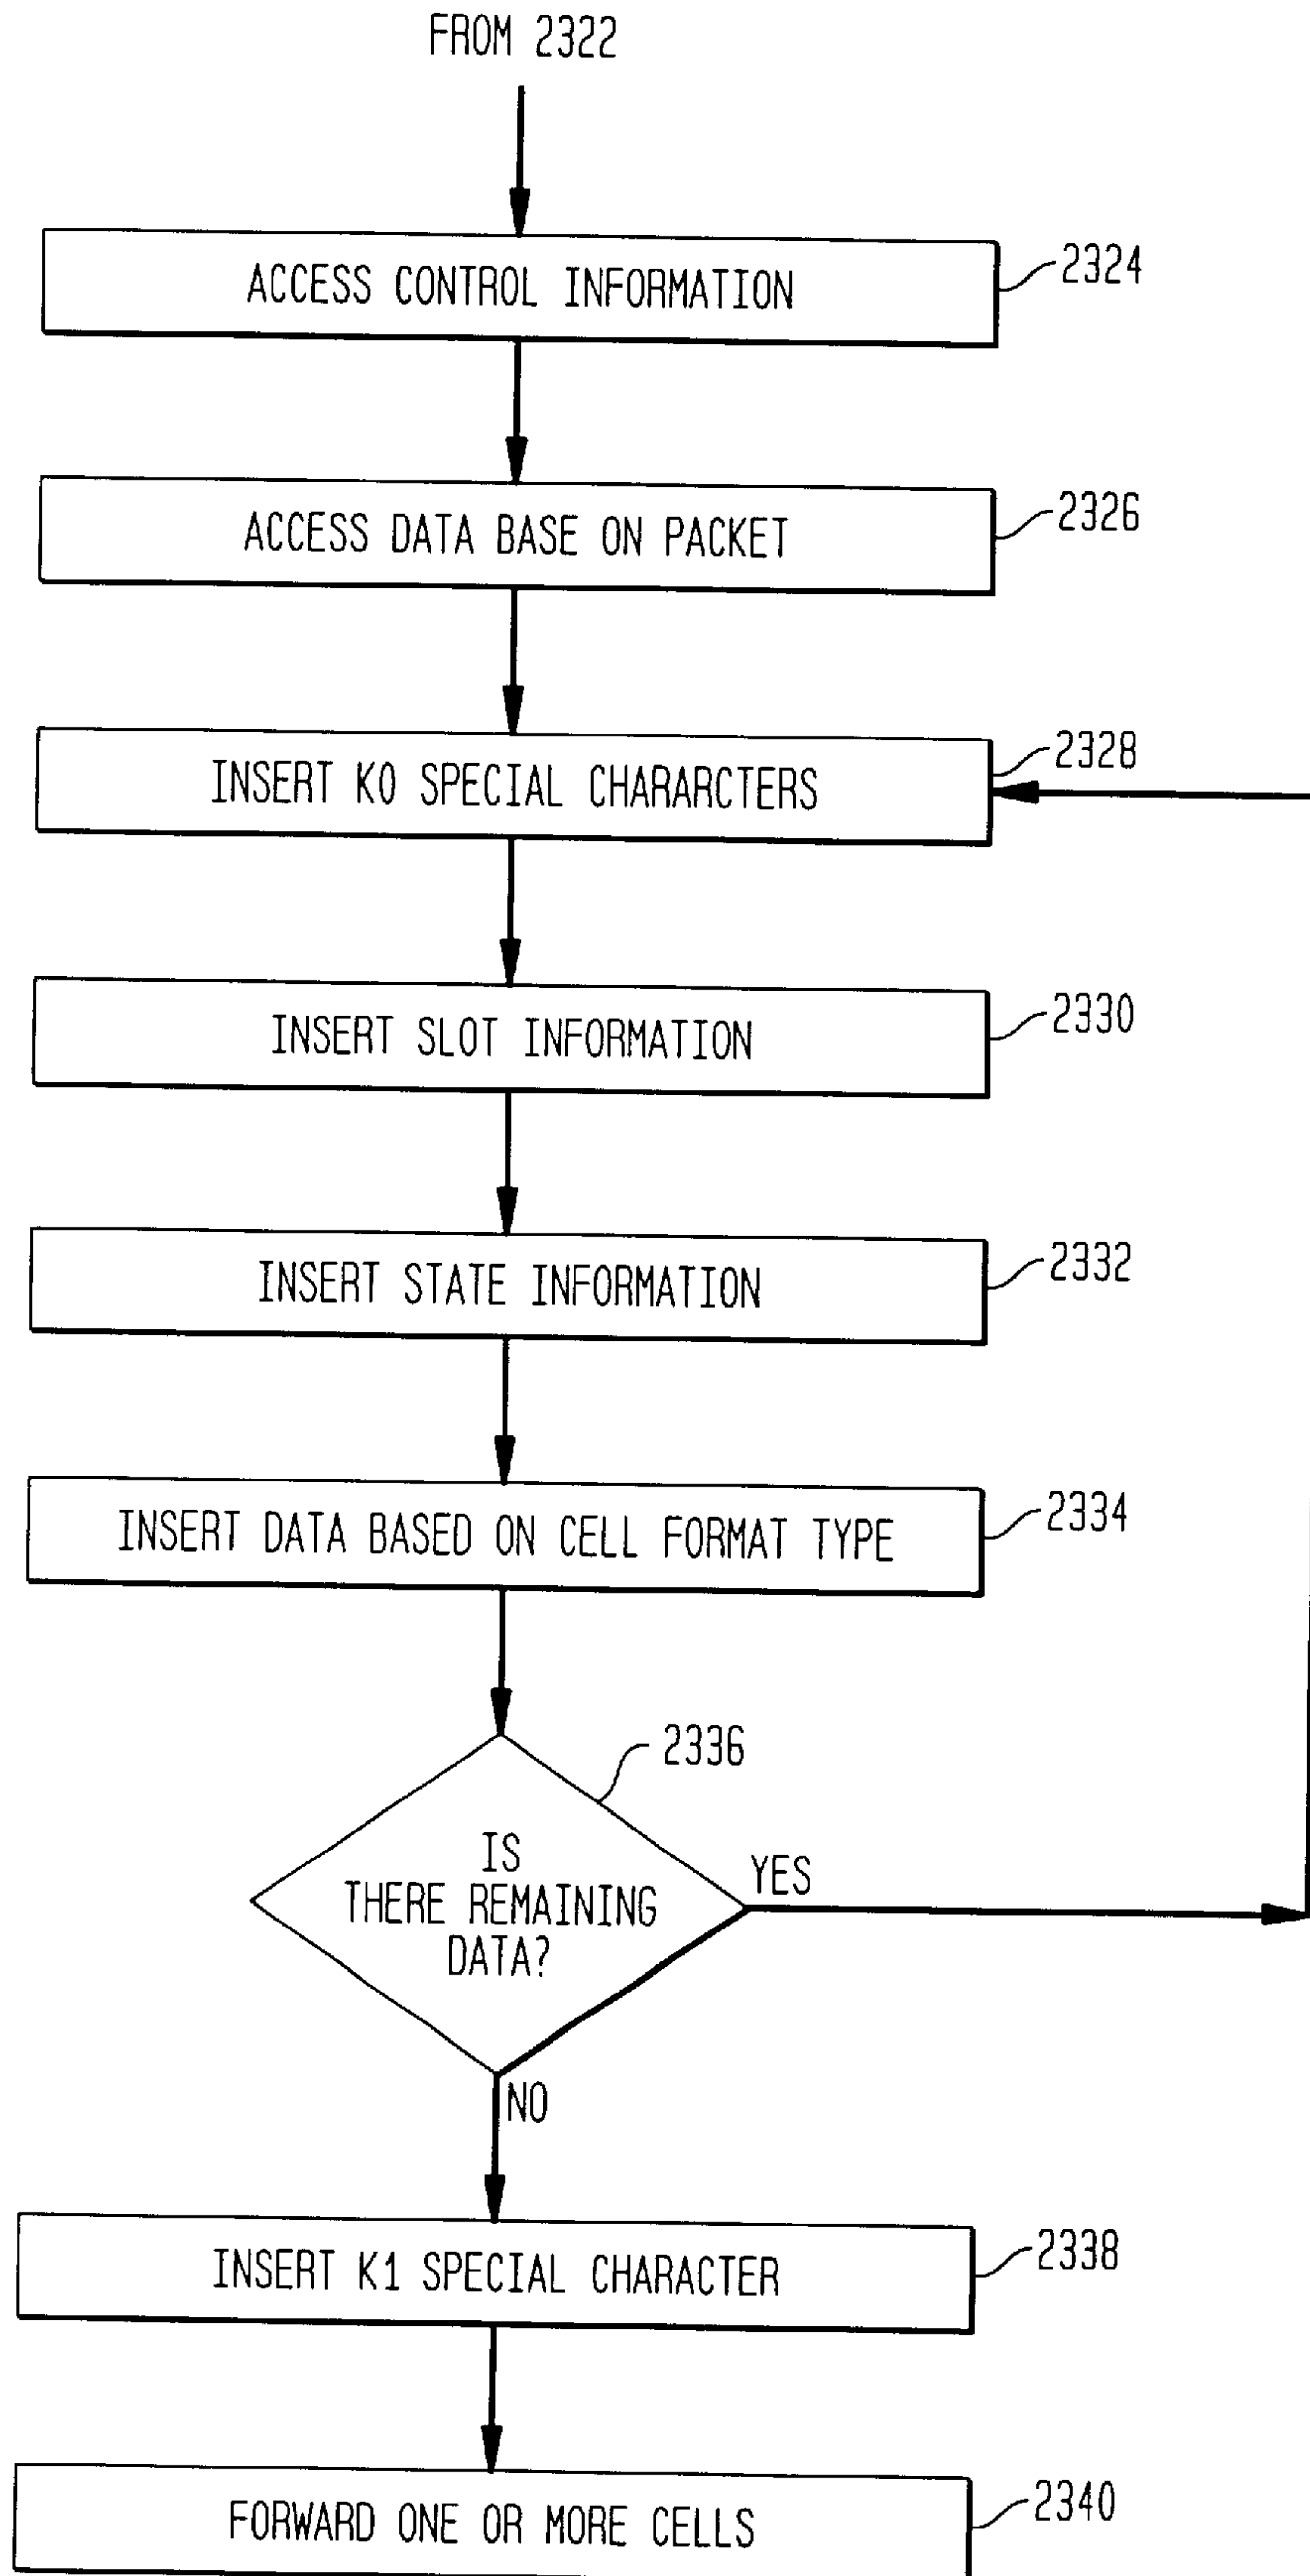 FROM 2322
ACCESS CONTROL INFORMATION
2324
ACCESS DATA BASE ON PACKET
2326
INSERT K0 SPECIAL CHARARCTERS
2328
INSERT SLOT INFORMATION
2330
INSERT STATE INFORMATION
2332
INSERT DATA BASED ON CELL FORMAT TYPE
2334
2336
IS
THERE REMAINING
DATA?
YES
NO
INSERT K1 SPECIAL CHARACTER
2338
FORWARD ONE OR MORE CELLS
2340